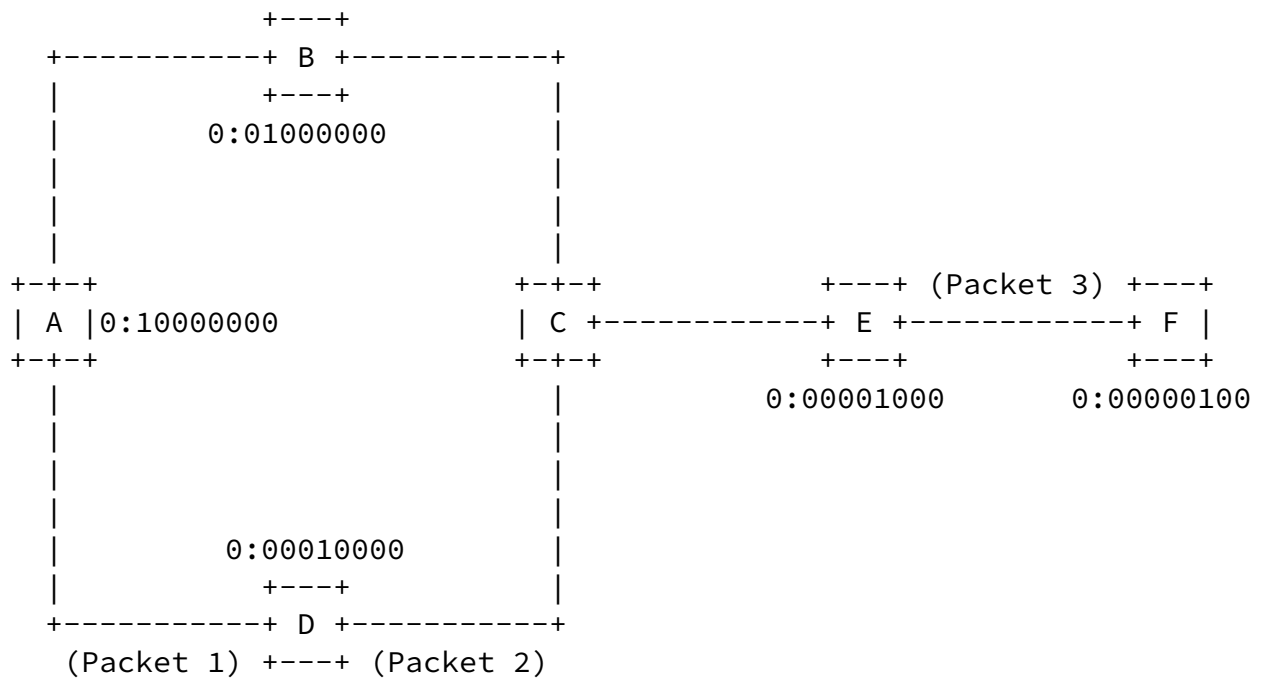 B
0:01000000
(Packet 3)
A 0:10000000 C E F
0:00001000 0:00000100
0:00010000
D
(Packet 1) (Packet 2)